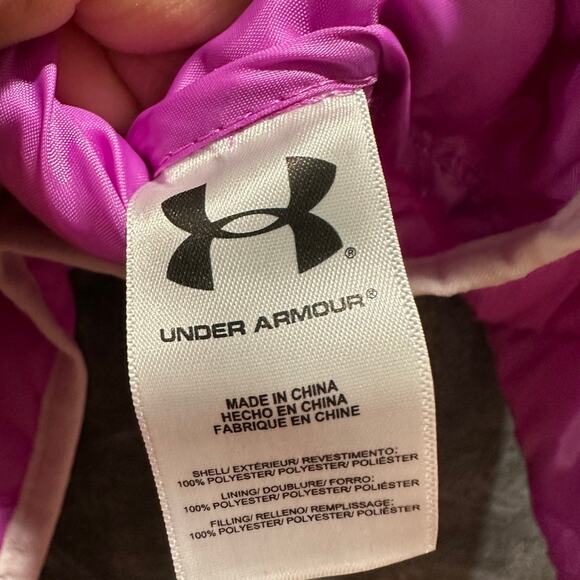 ®
UNDER ARMOUR®
MADE IN CHINA
HECHO EN CHINA
FABRIQUE EN CHINE
SHELL/ EXTÉRIEUR/ REVESTIMENTO:
100% POLYESTER/ POLYESTER/ POLIÉSTER
LINING/ DOUBLURE/ FORRO:
100% POLYESTER/ POLYESTER/ POLIÉSTER
FILLING/ RELLENO/ REMPLISSAGE:
100% POLYESTER/ POLYESTER/ POLIÉSTER